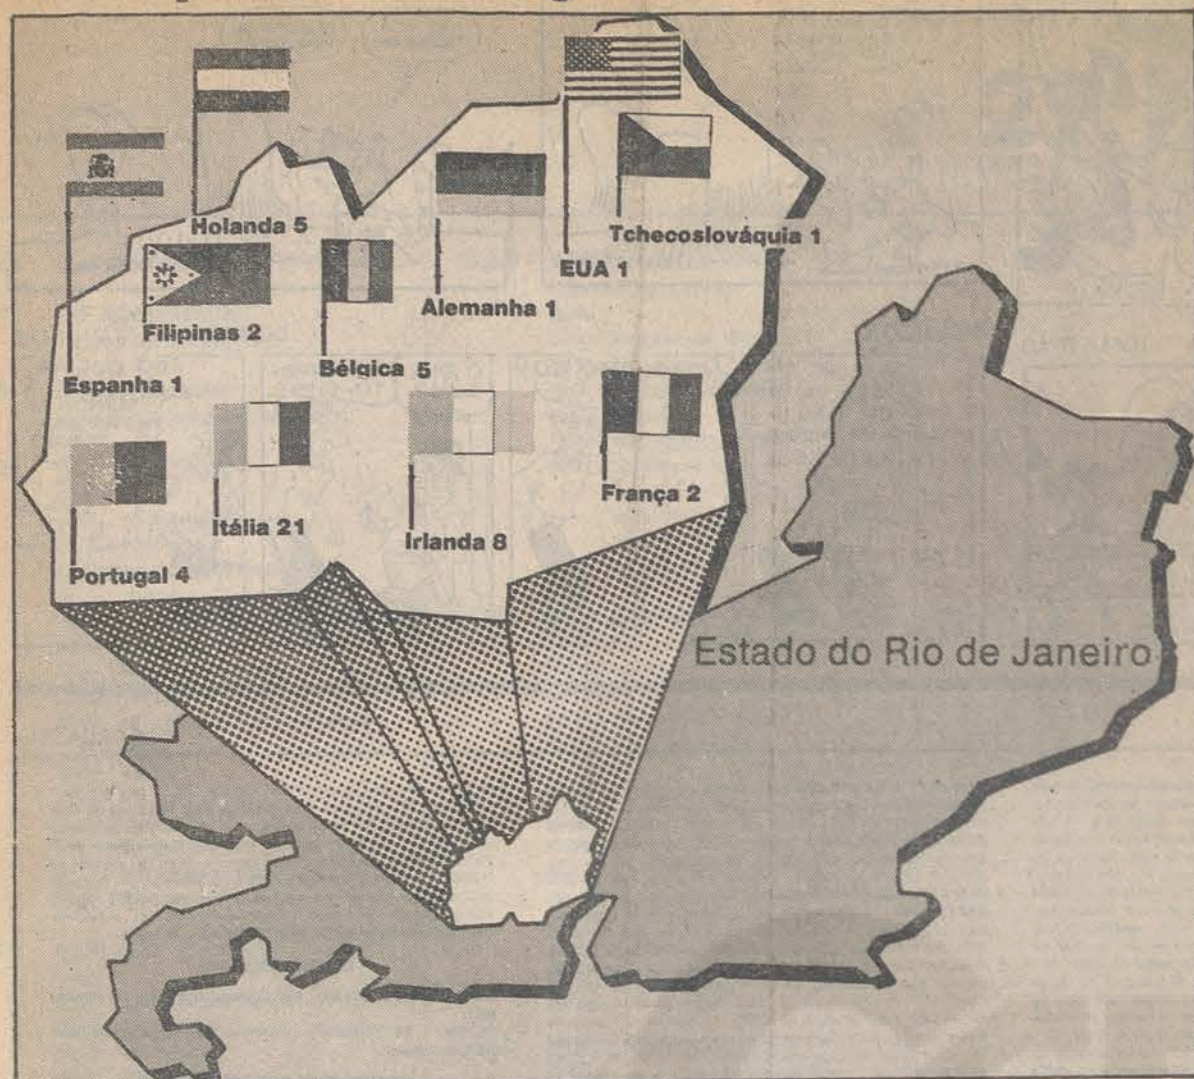 Holanda 5
Tchecoslováquia 1
EUA 1
Alemanha 1
Filipinas 2
Bélgica 5
Espanha 1
França 2
Itália 21
Irlanda 8
Portugal 4
Estado do Rio de Janeiro